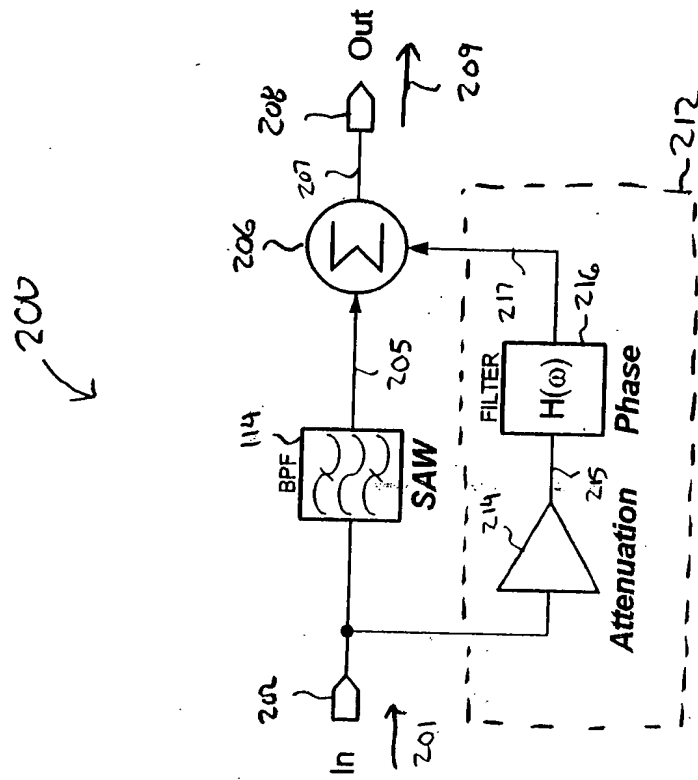 200
In
201
202
BPF
114
SAW
205
206
Σ
207
208
Out
209
212
214
Attenuation
215
FILTER
H(ω)
216
Phase
217